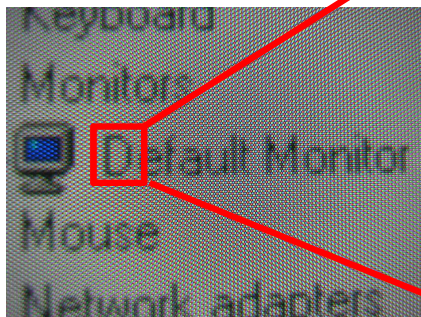 Keyboard
Monitors
Default Monitor
Mouse
Network adapters